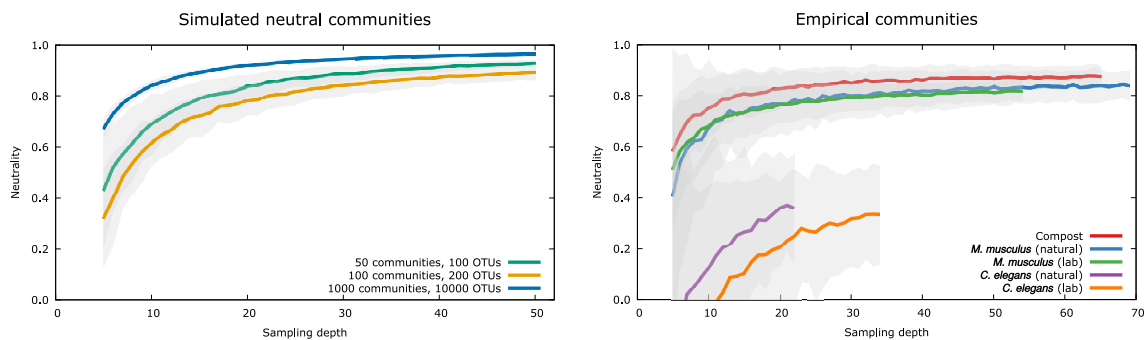 Simulated neutral communities
1.0
0.8
0.6
0.4
0.2
0.0
Neutrality
50 communities, 100 OTUs
100 communities, 200 OTUs
1000 communities, 10000 OTUs
0 10 20 30 40 50
Sampling depth
Empirical communities
1.0
0.8
0.6
0.4
0.2
0.0
Neutrality
Compost
M. musculus (natural)
M. musculus (lab)
C. elegans (natural)
C. elegans (lab)
0 10 20 30 40 50 60 70
Sampling depth